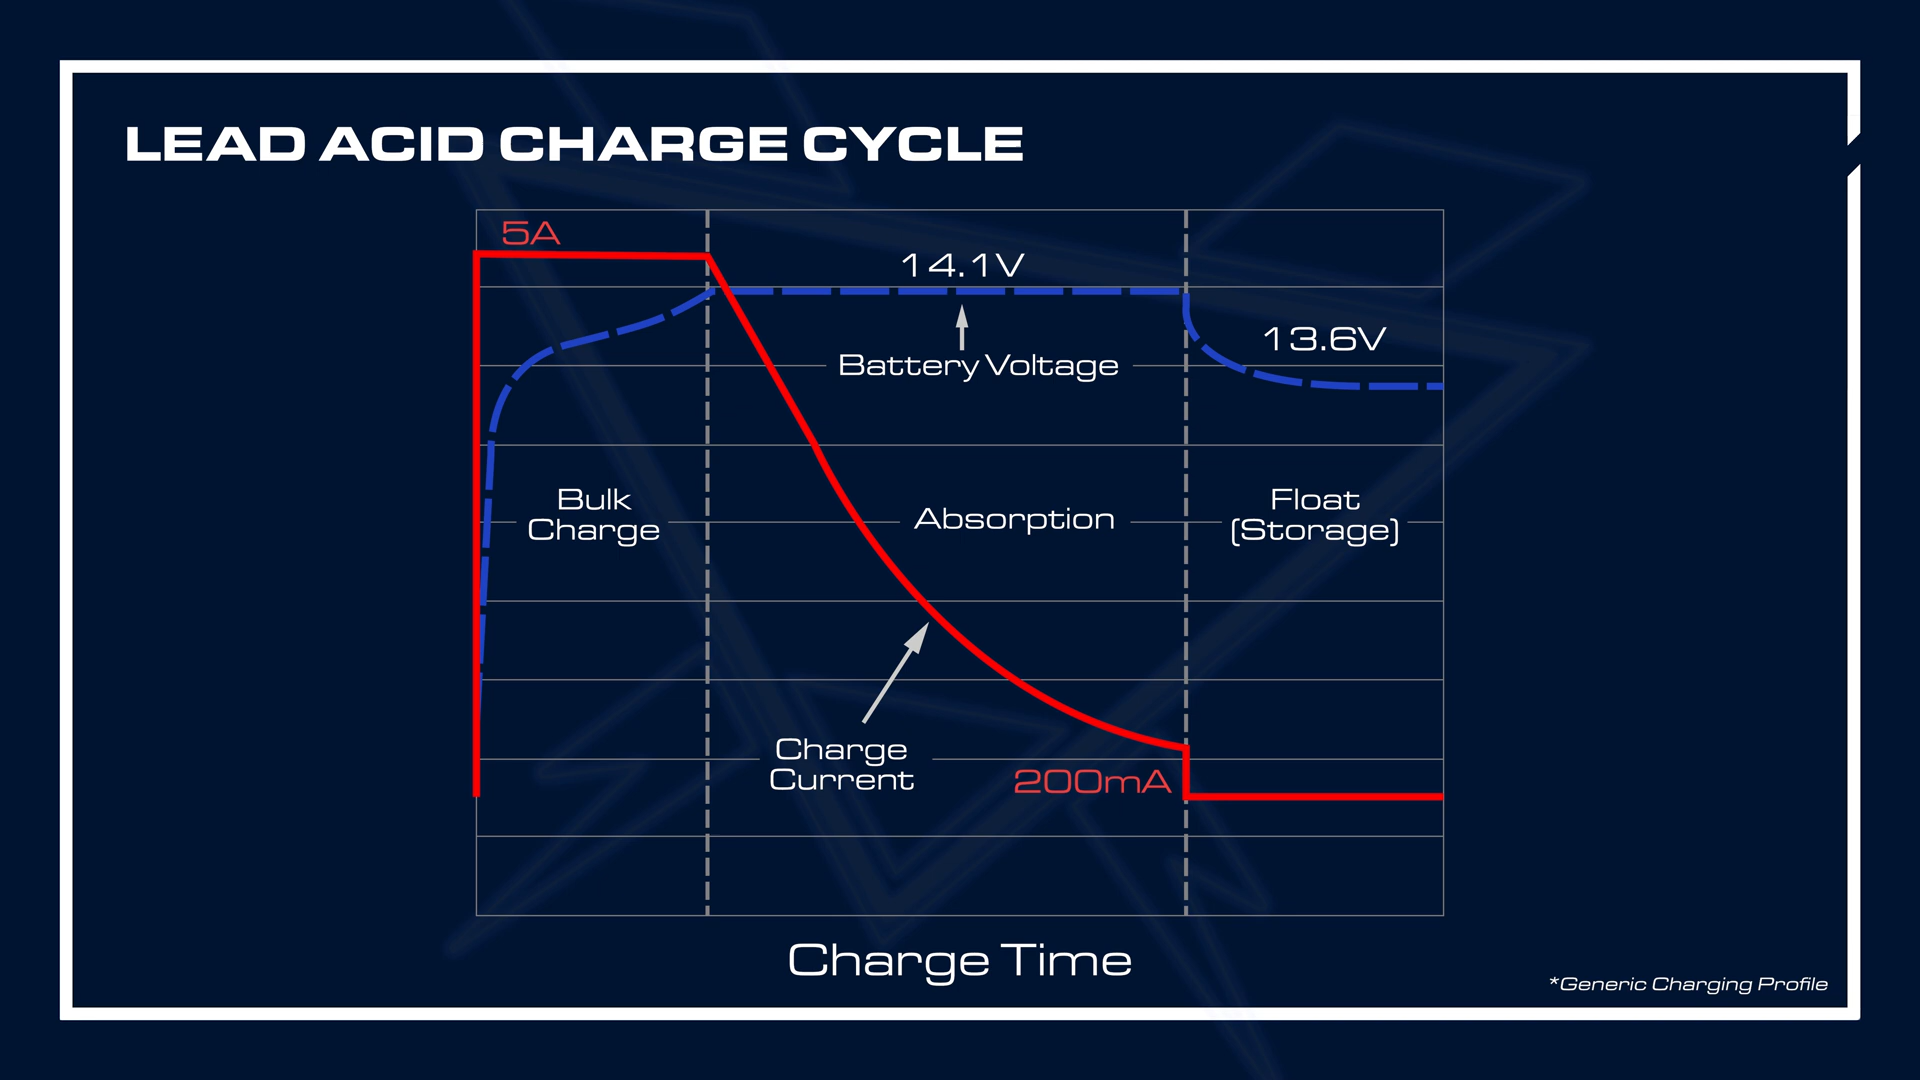 LEAD ACID CHARGE CYCLE
5A
14.1V
13.6V
Battery Voltage
Bulk
Charge
Absorption
Float
(Storage)
Charge
Current
200mA
Charge Time
*Generic Charging Profile